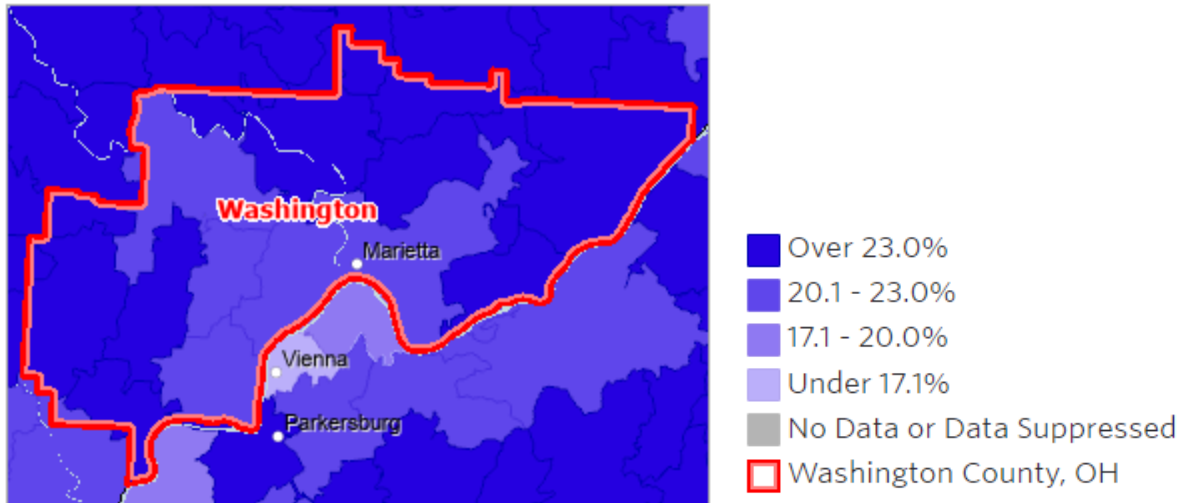 Washington
Marietta
Vienna
Parkersburg
Over 23.0%
20.1 - 23.0%
17.1 - 20.0%
Under 17.1%
No Data or Data Suppressed
Washington County, OH